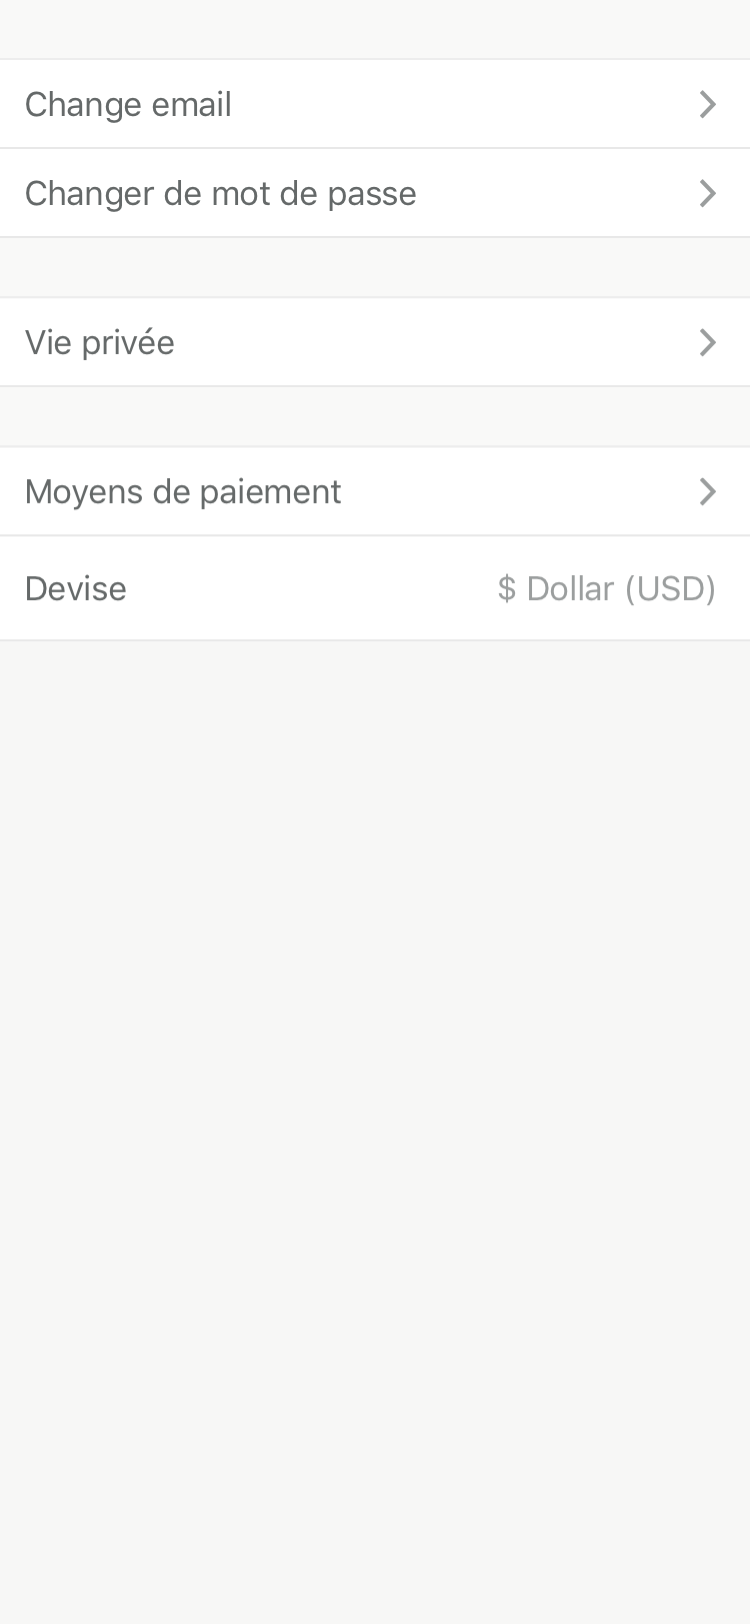 Change email
Changer de mot de passe
Vie privée
Moyens de paiement
Devise $ Dollar (USD)